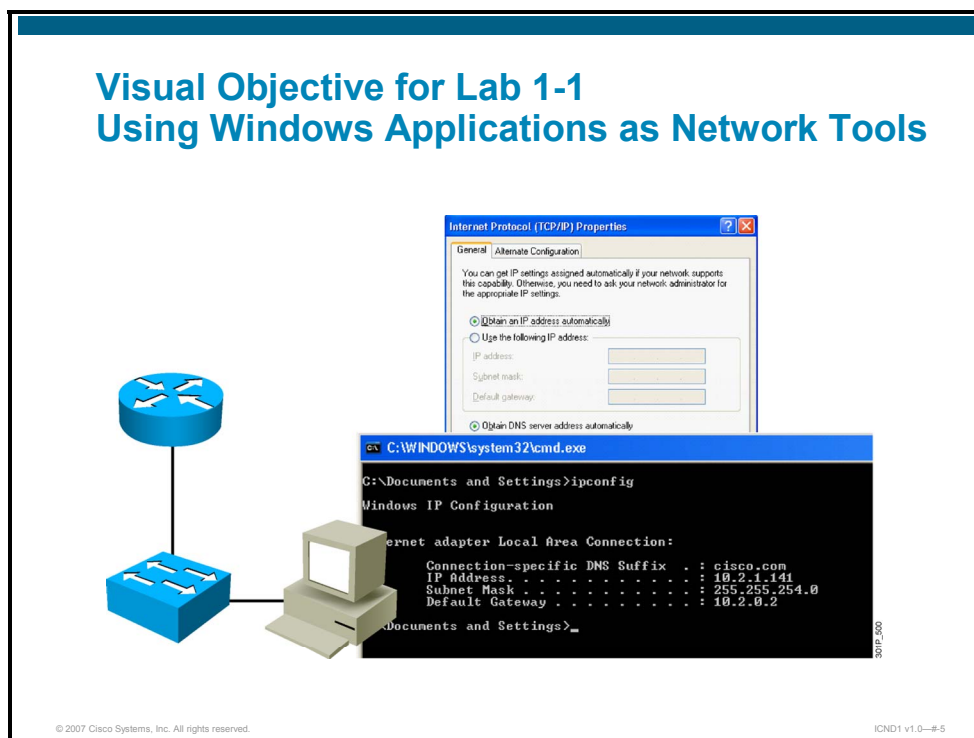 Visual Objective for Lab 1-1
Using Windows Applications as Network Tools
Internet Protocol (TCP/IP) Properties
General
Alternate Configuration
You can get IP settings assigned automatically if your network supports
this capability. Otherwise, you need to ask your network administrator for
the appropriate IP settings.
Obtain an IP address automatically
Use the following IP address:
IP address:
Subnet mask:
Default gateway:
Obtain DNS server address automatically
C:\WINDOWS\system32\cmd.exe
C:\Documents and Settings>ipconfig
Windows IP Configuration
ernet adapter Local Area Connection:
Connection-specific DNS Suffix . : cisco.com
IP Address. . . . . . . . . . . . : 10.2.1.141
Subnet Mask . . . . . . . . . . . : 255.255.254.0
Default Gateway . . . . . . . . . : 10.2.0.2
Documents and Settings>_
301P_500
© 2007 Cisco Systems, Inc. All rights reserved.
ICND1 v1.0—#-5